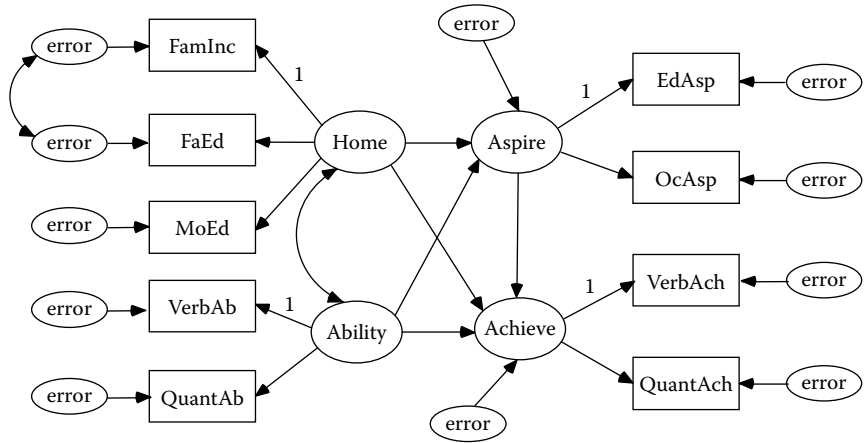 error
error FamInc 1 EdAsp error
1
error FaEd Home Aspire
OcAsp error
error MoEd
VerbAch error
error VerbAb 1 1
Ability Achieve
error QuantAb QuantAch error
error